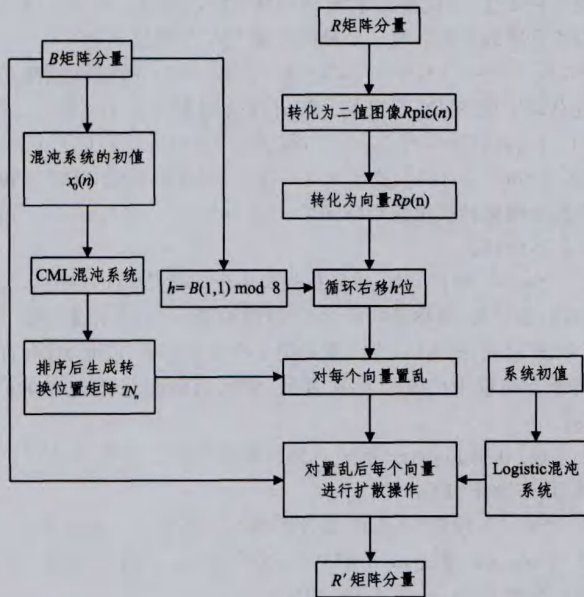 R矩阵分量
B矩阵分量
转化为二值图像Rpic(n)
混沌系统的初值
x₀(n)
转化为向量Rp(n)
CML混沌系统
h= B(1,1) mod 8
循环右移h位
排序后生成转
换位置矩阵 TNₙ
对每个向量置乱
系统初值
对置乱后每个向量
进行扩散操作
Logistic混沌
系统
R′矩阵分量